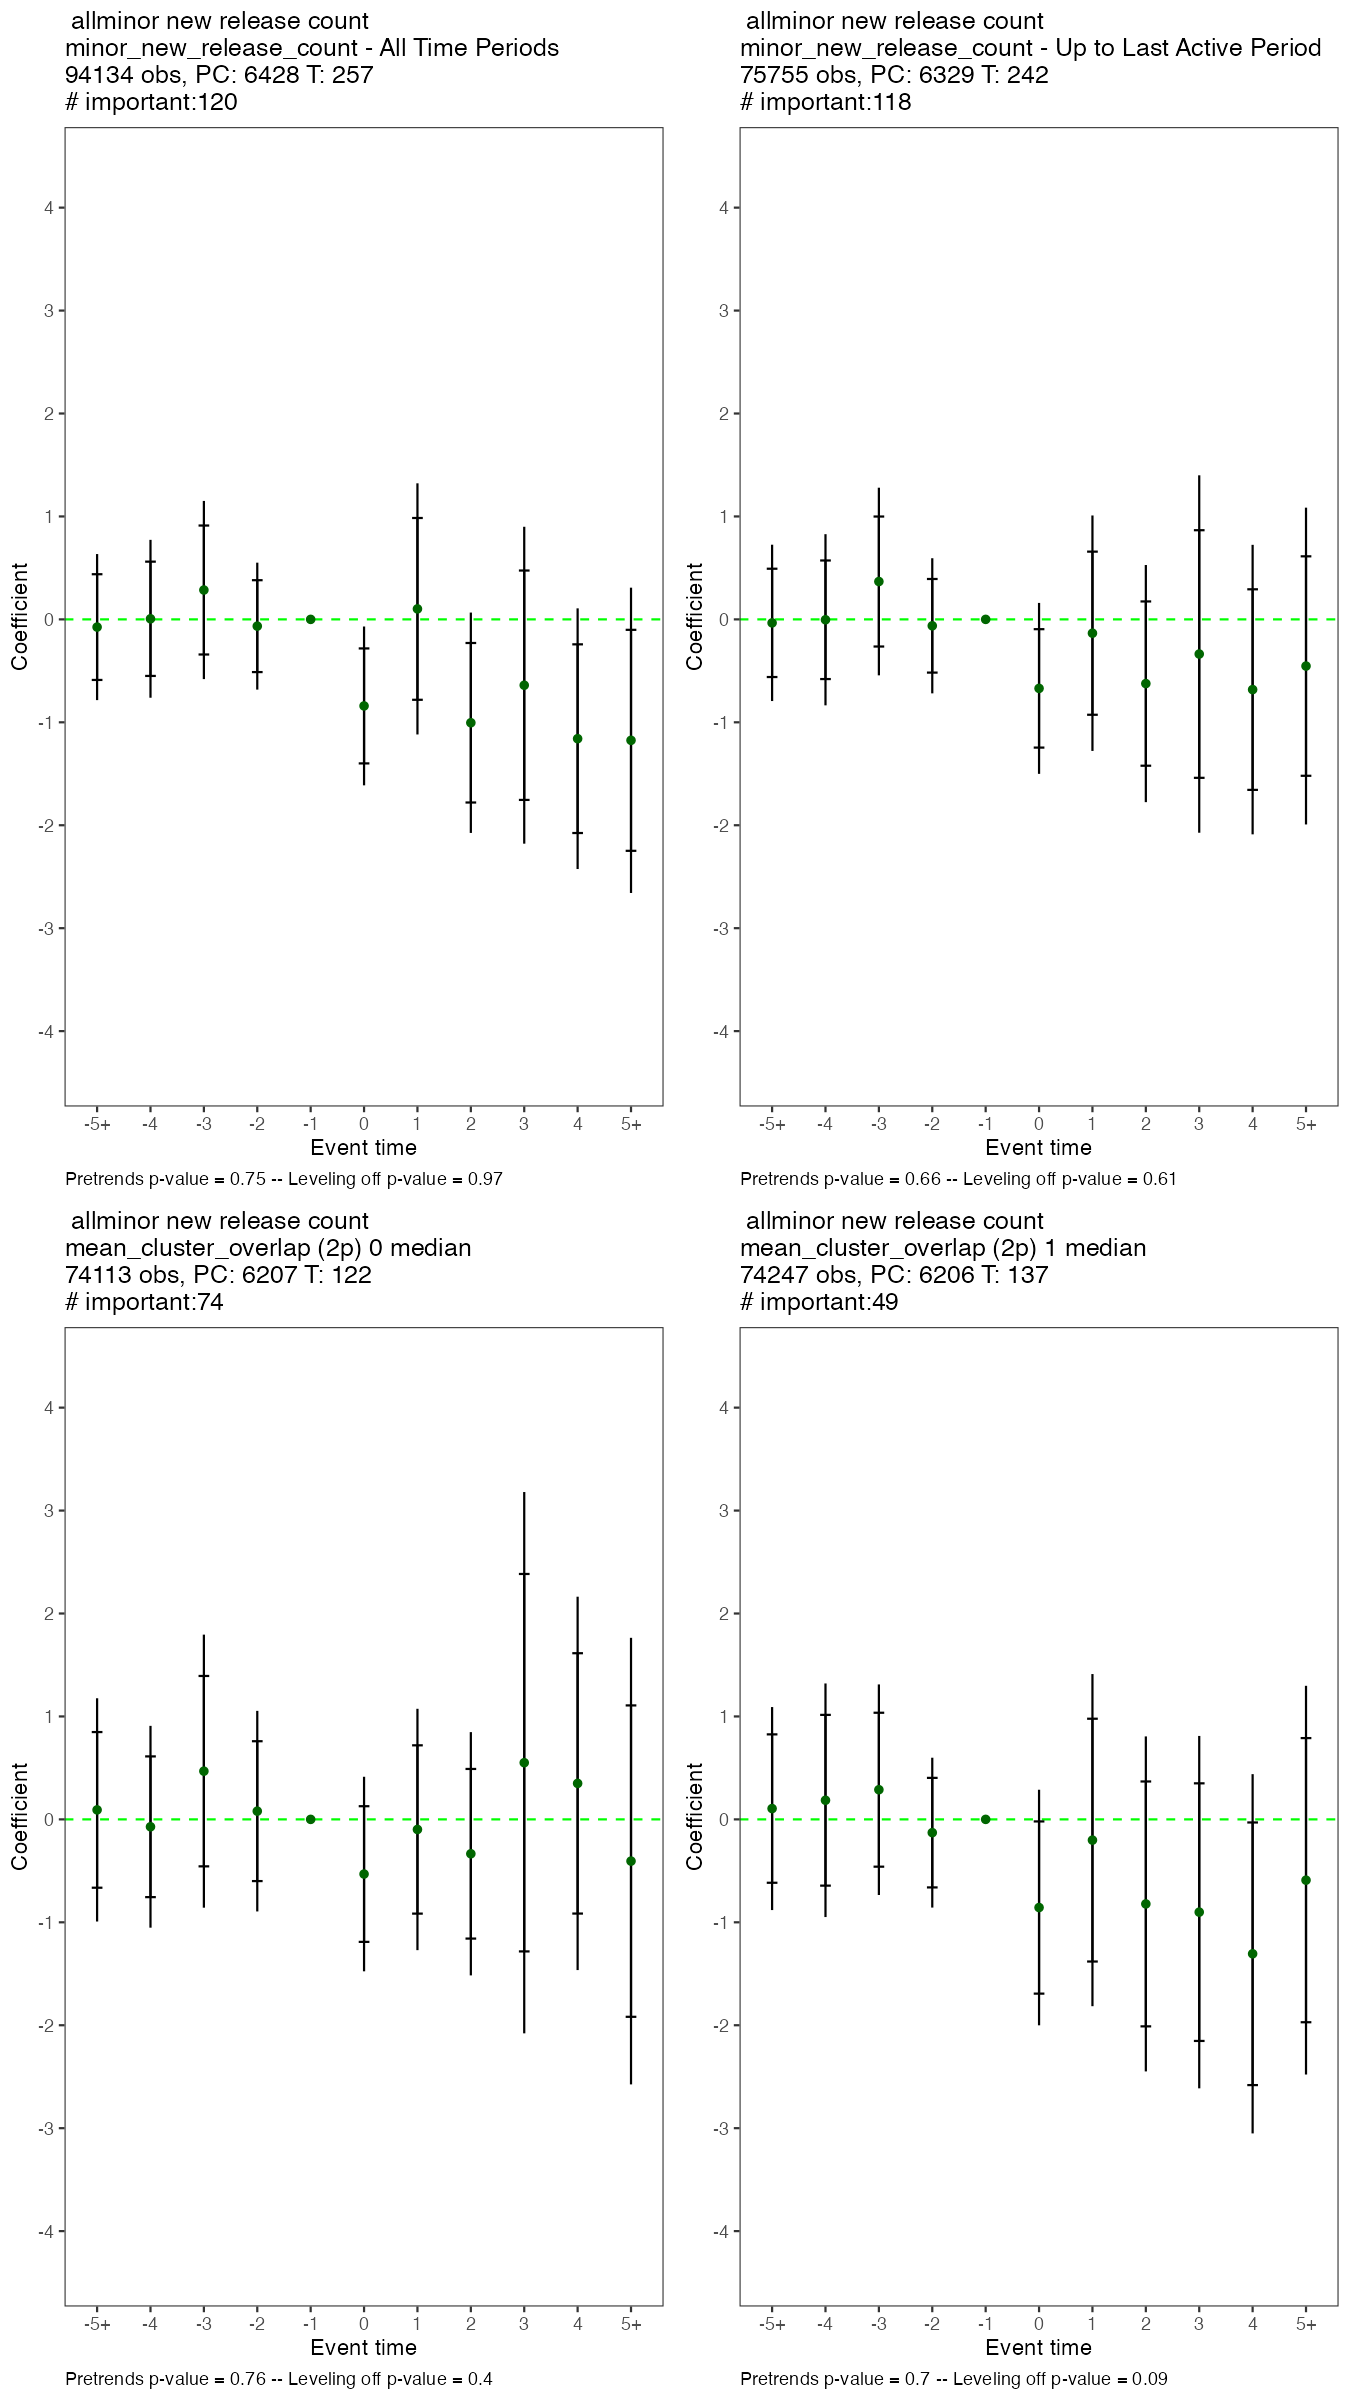 allminor new release count
minor_new_release_count - All Time Periods
94134 obs, PC: 6428 T: 257
# important:120
4
3
2
1
0
-1
-2
-3
-4
Coefficient
-5+ -4 -3 -2 -1 0 1 2 3 4 5+
Event time
Pretrends p-value = 0.75 -- Leveling off p-value = 0.97
allminor new release count
minor_new_release_count - Up to Last Active Period
75755 obs, PC: 6329 T: 242
# important:118
4
3
2
1
0
-1
-2
-3
-4
Coefficient
-5+ -4 -3 -2 -1 0 1 2 3 4 5+
Event time
Pretrends p-value = 0.66 -- Leveling off p-value = 0.61
allminor new release count
mean_cluster_overlap (2p) 0 median
74113 obs, PC: 6207 T: 122
# important:74
4
3
2
1
0
-1
-2
-3
-4
Coefficient
-5+ -4 -3 -2 -1 0 1 2 3 4 5+
Event time
Pretrends p-value = 0.76 -- Leveling off p-value = 0.4
allminor new release count
mean_cluster_overlap (2p) 1 median
74247 obs, PC: 6206 T: 137
# important:49
4
3
2
1
0
-1
-2
-3
-4
Coefficient
-5+ -4 -3 -2 -1 0 1 2 3 4 5+
Event time
Pretrends p-value = 0.7 -- Leveling off p-value = 0.09